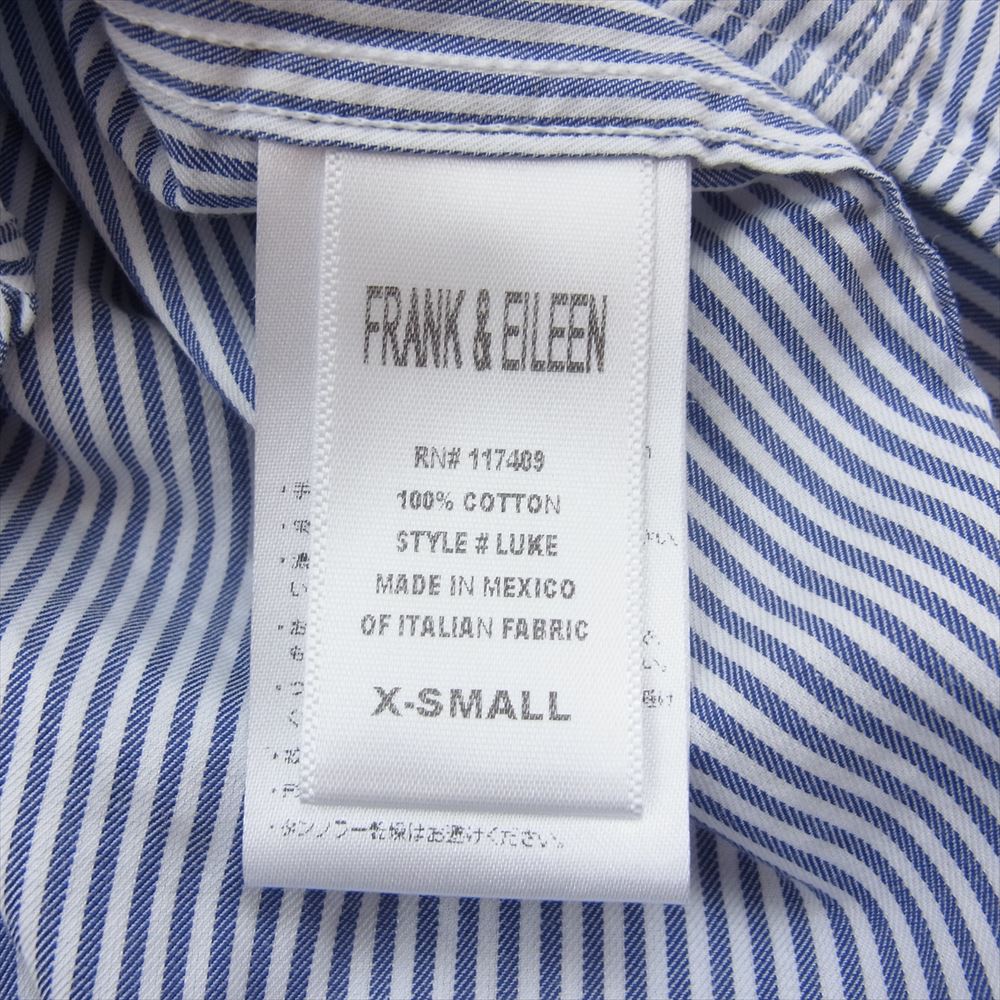 FRANK & EILEEN
RN# 117409
100% COTTON
STYLE # LUKE
MADE IN MEXICO
OF ITALIAN FABRIC
X-SMALL
・タンブラー乾燥はお避けください。